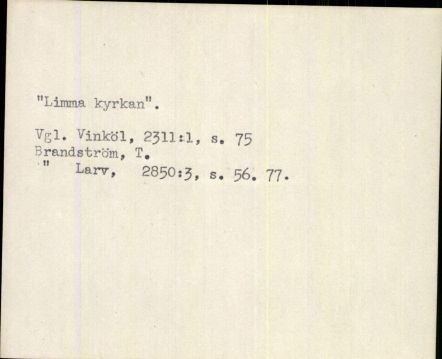 "Limma kyrkan".
Vgl. Vinköl, 2311:1, s. 75
Brandström, T.
" Larv, 2850:3, s. 56. 77.